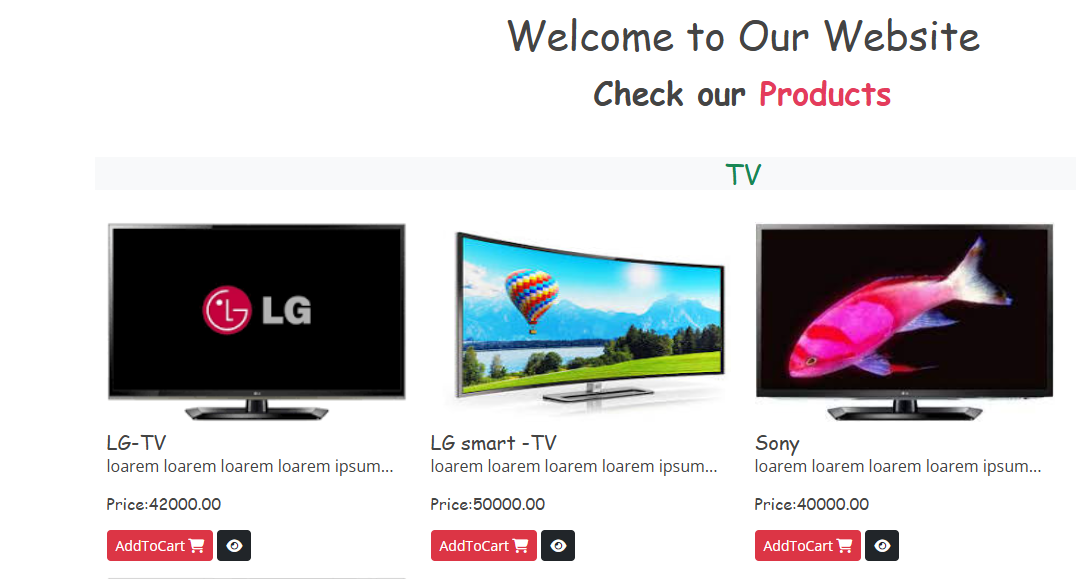 Welcome to Our Website
Check our Products
TV
LG
LG-TV
loarem loarem loarem loarem ipsum...
Price:42000.00
AddToCart
LG smart -TV
loarem loarem loarem loarem ipsum...
Price:50000.00
AddToCart
Sony
loarem loarem loarem loarem ipsum...
Price:40000.00
AddToCart